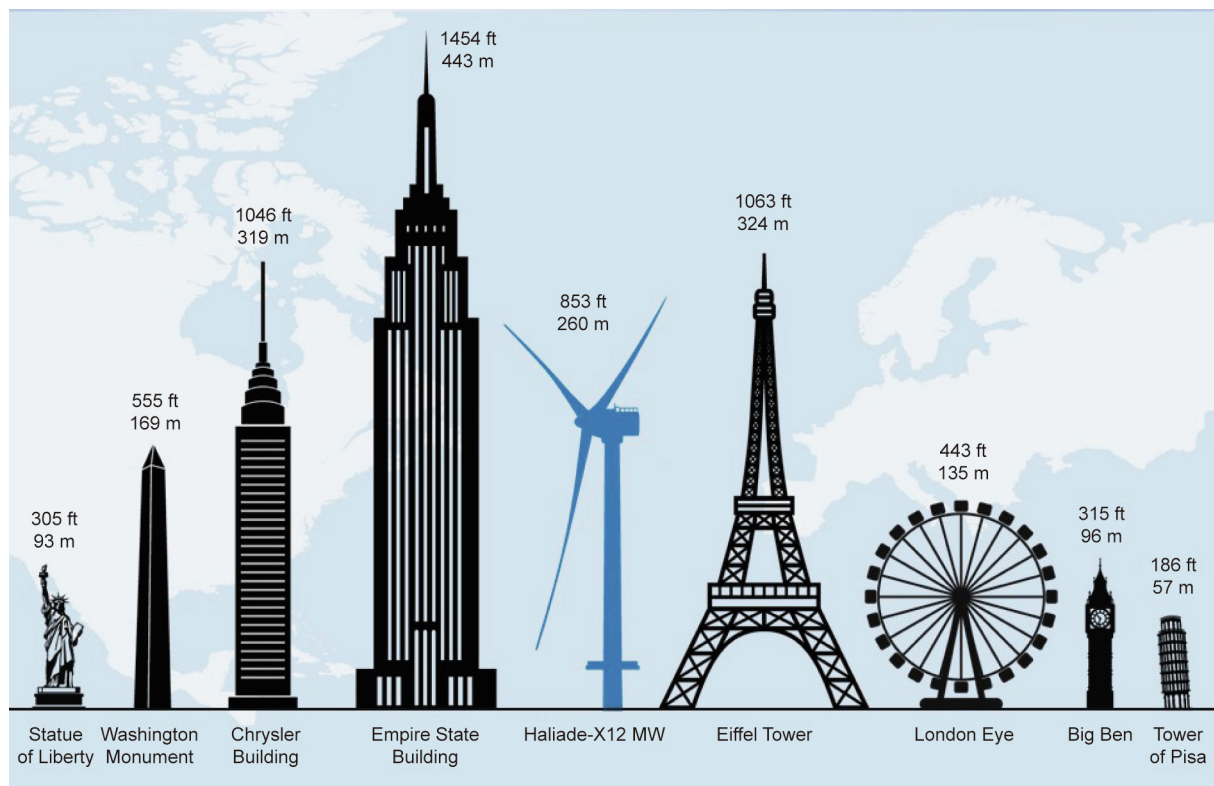 1454 ft
443 m
1046 ft
319 m
1063 ft
324 m
853 ft
260 m
555 ft
169 m
443 ft
135 m
305 ft
93 m
315 ft
96 m
186 ft
57 m
Statue
of Liberty
Washington
Monument
Chrysler
Building
Empire State
Building
Haliade-X12 MW
Eiffel Tower
London Eye
Big Ben
Tower
of Pisa